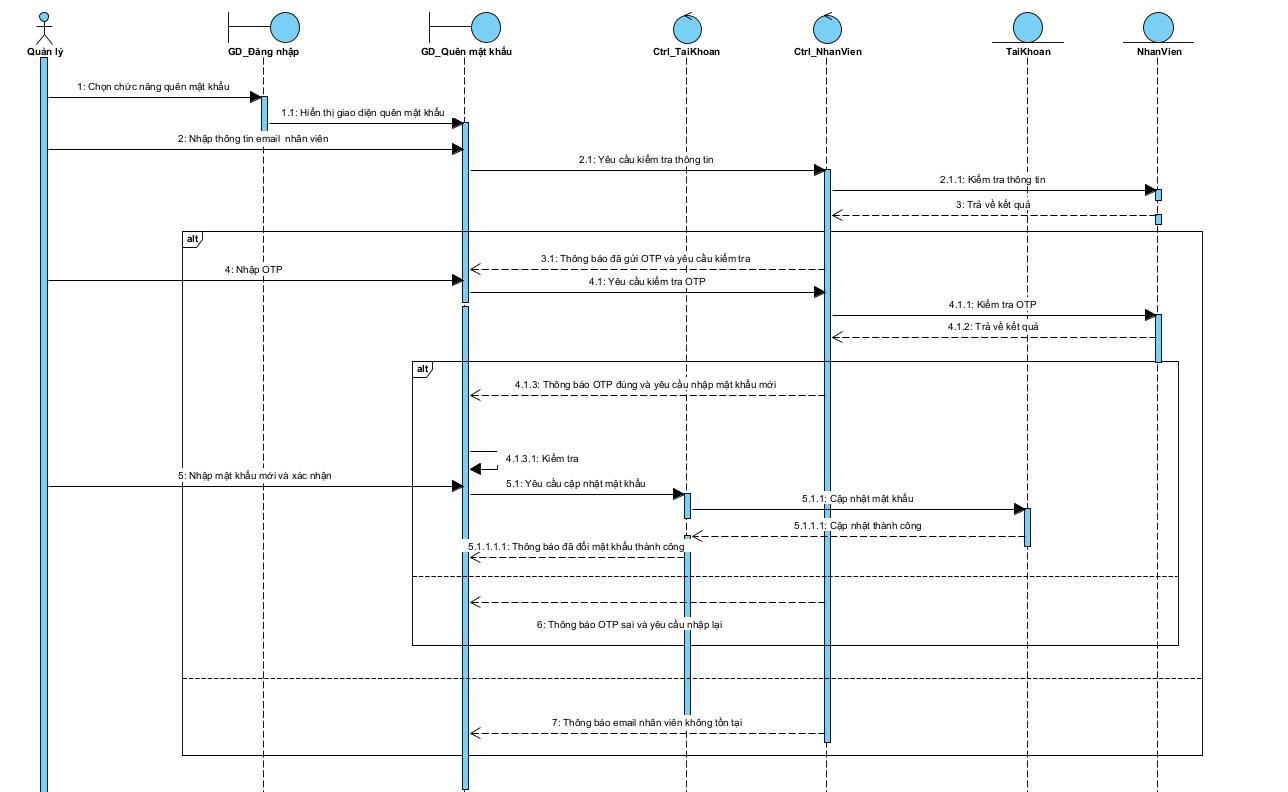 Quản lý
GD_Đăng nhập
GD_Quên mật khẩu
Ctrl_TaiKhoan
Ctrl_NhanVien
TaiKhoan
NhanVien
1: Chọn chức năng quên mật khẩu
1.1: Hiển thị giao diện quên mật khẩu
2: Nhập thông tin email nhân viên
2.1: Yêu cầu kiểm tra thông tin
2.1.1: Kiểm tra thông tin
3: Trả về kết quả
alt
3.1: Thông báo đã gửi OTP và yêu cầu kiểm tra
4: Nhập OTP
4.1: Yêu cầu kiểm tra OTP
4.1.1: Kiểm tra OTP
4.1.2: Trả về kết quả
alt
4.1.3: Thông báo OTP đúng và yêu cầu nhập mật khẩu mới
4.1.3.1: Kiểm tra
5: Nhập mật khẩu mới và xác nhận
5.1: Yêu cầu cập nhật mật khẩu
5.1.1: Cập nhật mật khẩu
5.1.1.1: Cập nhật thành công
5.1.1.1.1: Thông báo đã đổi mật khẩu thành công
6: Thông báo OTP sai và yêu cầu nhập lại
7: Thông báo email nhân viên không tồn tại